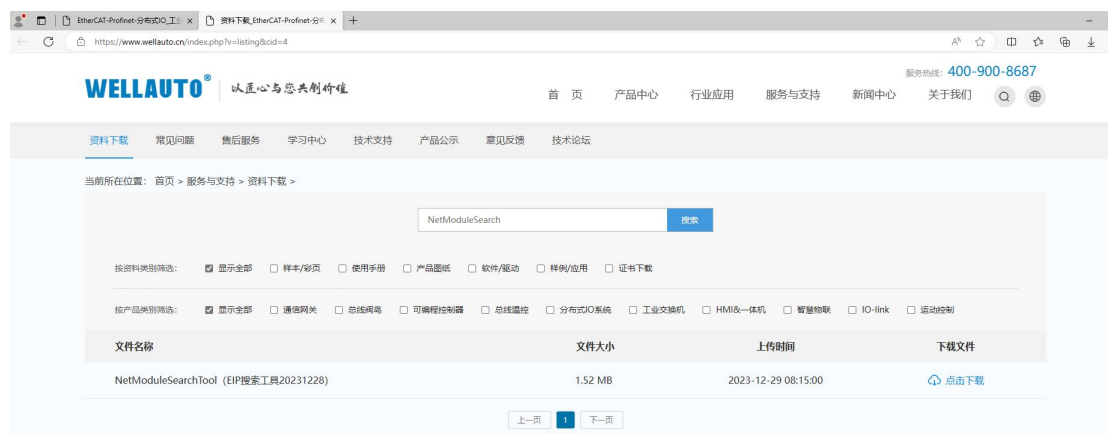 EtherCAT-Profinet-分布式IO_工
资料下载_EtherCAT-Profinet-分
https://www.wellauto.cn/index.php?v=listing&cid=4
服务热线：400-900-8687
WELLAUTO® 以匠心与您共创价值
首 页 产品中心 行业应用 服务与支持 新闻中心 关于我们
资料下载 常见问题 售后服务 学习中心 技术支持 产品公示 意见反馈 技术论坛
当前所在位置： 首页 > 服务与支持 > 资料下载 >
NetModuleSearch 搜索
按资料类别筛选： 显示全部 样本/彩页 使用手册 产品图纸 软件/驱动 样例/应用 证书下载
按产品类别筛选： 显示全部 通信网关 总线阀岛 可编程控制器 总线温控 分布式IO系统 工业交换机 HMI&一体机 智慧物联 IO-link 运动控制
文件名称 文件大小 上传时间 下载文件
NetModuleSearchTool（EIP搜索工具20231228） 1.52 MB 2023-12-29 08:15:00 点击下载
上一页 1 下一页